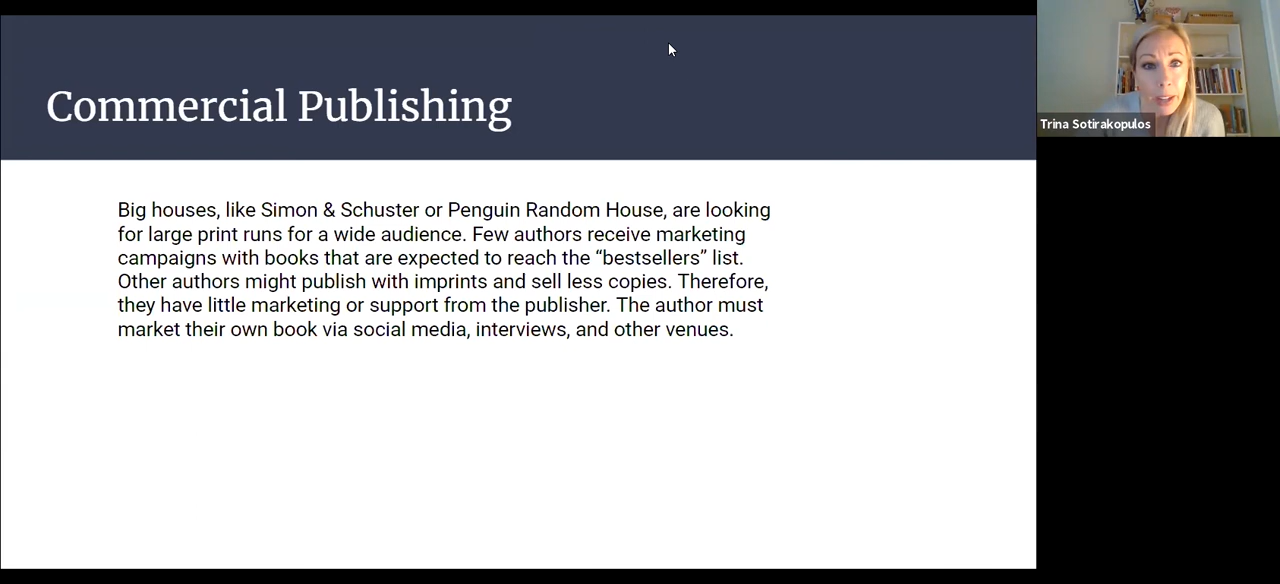 Commercial Publishing
Trina Sotirakopulos
Big houses, like Simon & Schuster or Penguin Random House, are looking
for large print runs for a wide audience. Few authors receive marketing
campaigns with books that are expected to reach the “bestsellers” list.
Other authors might publish with imprints and sell less copies. Therefore,
they have little marketing or support from the publisher. The author must
market their own book via social media, interviews, and other venues.